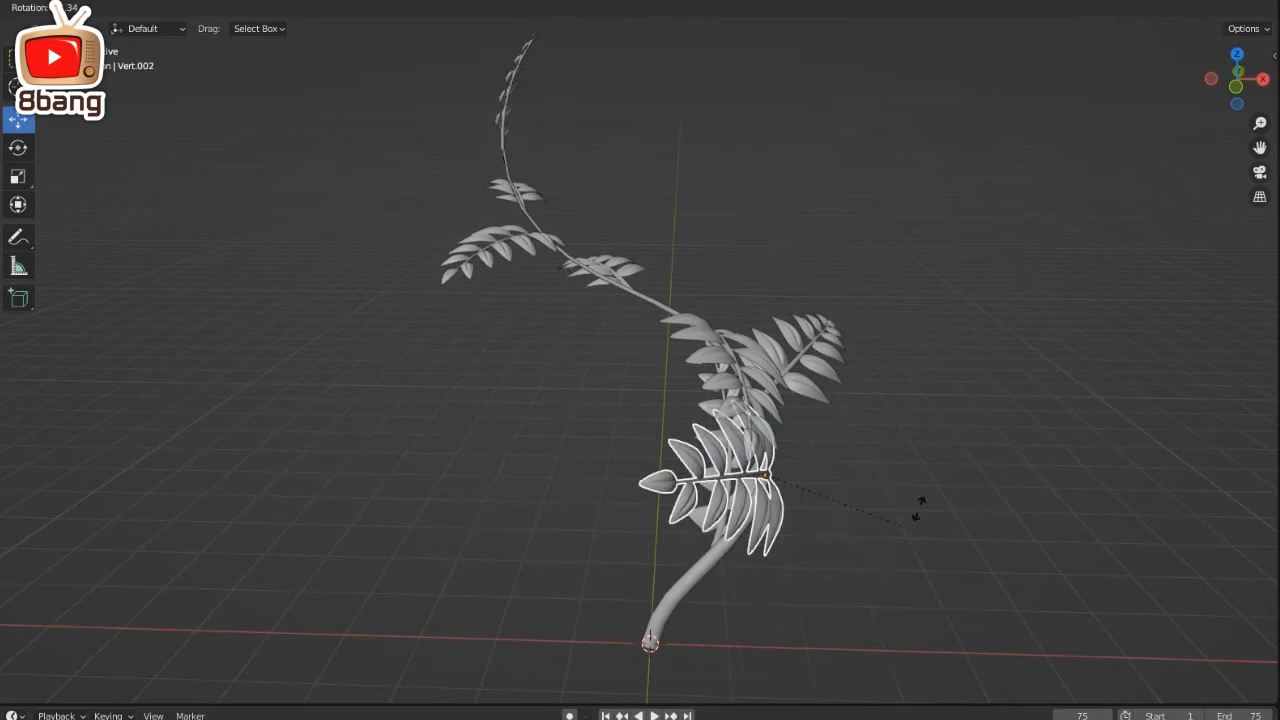 Rotation: .34
Default
Drag:
Select Box
Options
ive
n | Vert.002
8bang
Z
X
Playback
Keying
View
Marker
75
Start
1
End
75